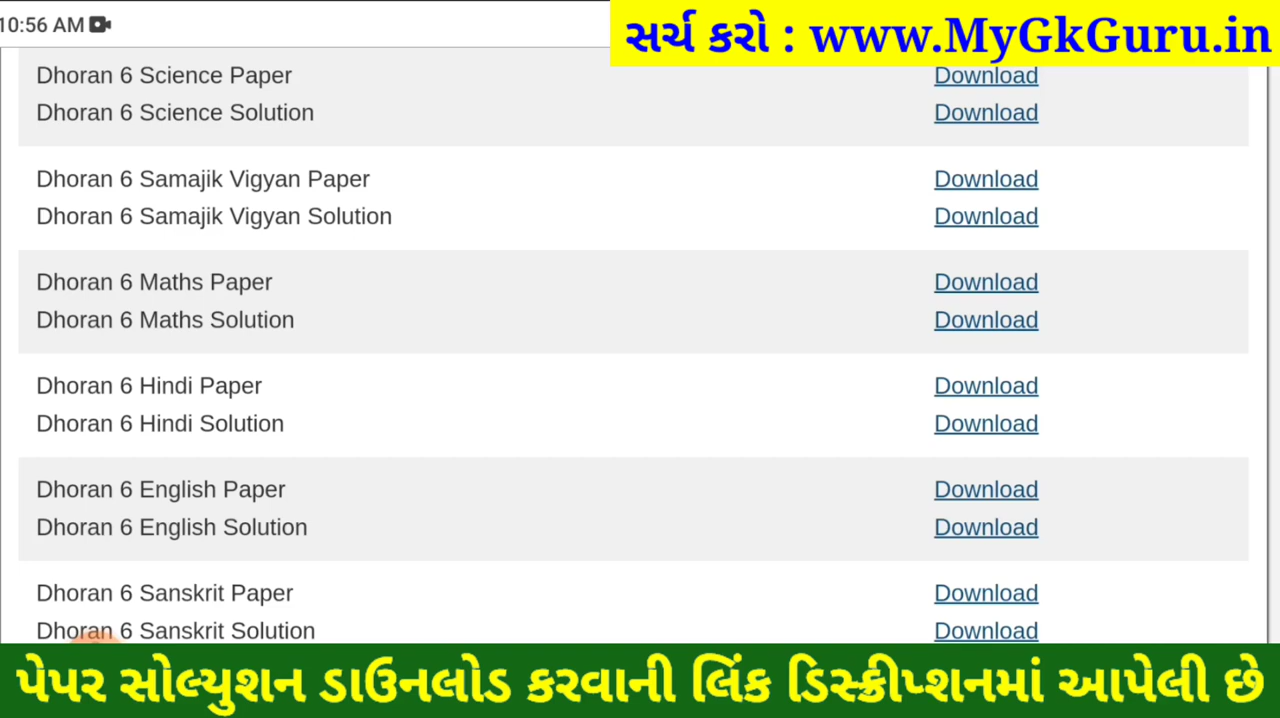 10:56 AM
સર્ચ કરો : www.MyGkGuru.in
Dhoran 6 Science Paper Download
Dhoran 6 Science Solution Download
Dhoran 6 Samajik Vigyan Paper Download
Dhoran 6 Samajik Vigyan Solution Download
Dhoran 6 Maths Paper Download
Dhoran 6 Maths Solution Download
Dhoran 6 Hindi Paper Download
Dhoran 6 Hindi Solution Download
Dhoran 6 English Paper Download
Dhoran 6 English Solution Download
Dhoran 6 Sanskrit Paper Download
Dhoran 6 Sanskrit Solution Download
પેપર સોલ્યુશન ડાઉનલોડ કરવાની લિંક ડિસ્ક્રીપ્શનમાં આપેલી છે